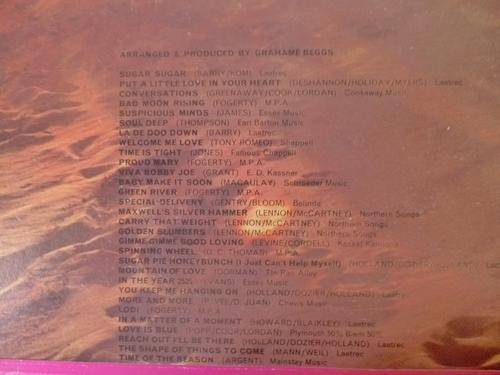 ARRANGED & PRODUCED BY GRAHAME BEGGS
SUGAR SUGAR (BARRY/KOMI) Laetrec
PUT A LITTLE LOVE IN YOUR HEART (DESHANNON/HOLIDAY/MYERS) Laetrec
CONVERSATIONS (GREENAWAY/COOK/LORDAN) Cookaway Music
BAD MOON RISING (FOGERTY) M.P.A.
SUSPICIOUS MINDS (JAMES) Essex Music
SOUL DEEP (THOMPSON) Earl Barton Music
LA DE DOO DOWN (BARRY) Laetrec
WELCOME ME LOVE (TONY ROMEO) Shappell
TIME IS TIGHT (JONES) Famous Chappell
PROUD MARY (FOGERTY) M.P.A.
VIVA BOBBY JOE (GRANT) E.D. Kassner
BABY MAKE IT SOON (MACAULAY) Schroeder Music
GREEN RIVER (FOGERTY) M.P.A.
SPECIAL DELIVERY (GENTRY/BLOOM) Belinda
MAXWELL'S SILVER HAMMER (LENNON/McCARTNEY) Northern Songs
CARRY THAT WEIGHT (LENNON/McCARTNEY) Northern Songs
GOLDEN SLUMBERS (LENNON/McCARTNEY) Northern Songs
GIMME GIMME GOOD LOVING (LEVINE/CORDELL)
SPINNING WHEEL (D. C. THOMAS) M.P.A.
SUGAR PIE HONEYBUNCH (I Just Can't Help Myself)
MOUNTAIN OF LOVE (DORMAN) Tin Pan Alley
IN THE YEAR 2525 (EVANS) Essex Music
YOU KEEP ME HANGING ON (HOLLAND/DOZIER/HOLLAND) Laetrec
MORE AND MORE (P. VEE/D. JUAN) Music
LODI (FOGERTY) M.P.A.
IN A MATTER OF A MOMENT (HOWARD/BLAIKLEY) Laetrec
LOVE IS BLUE (POPP/COUR/LORDAN) Plymouth 50%
REACH OUT I'LL BE THERE (HOLLAND/DOZIER/HOLLAND) Laetrec
THE SHAPE OF THINGS TO COME (MANN/WEIL) Laetrec
TIME OF THE SEASON (ARGENT) Mainstay Music